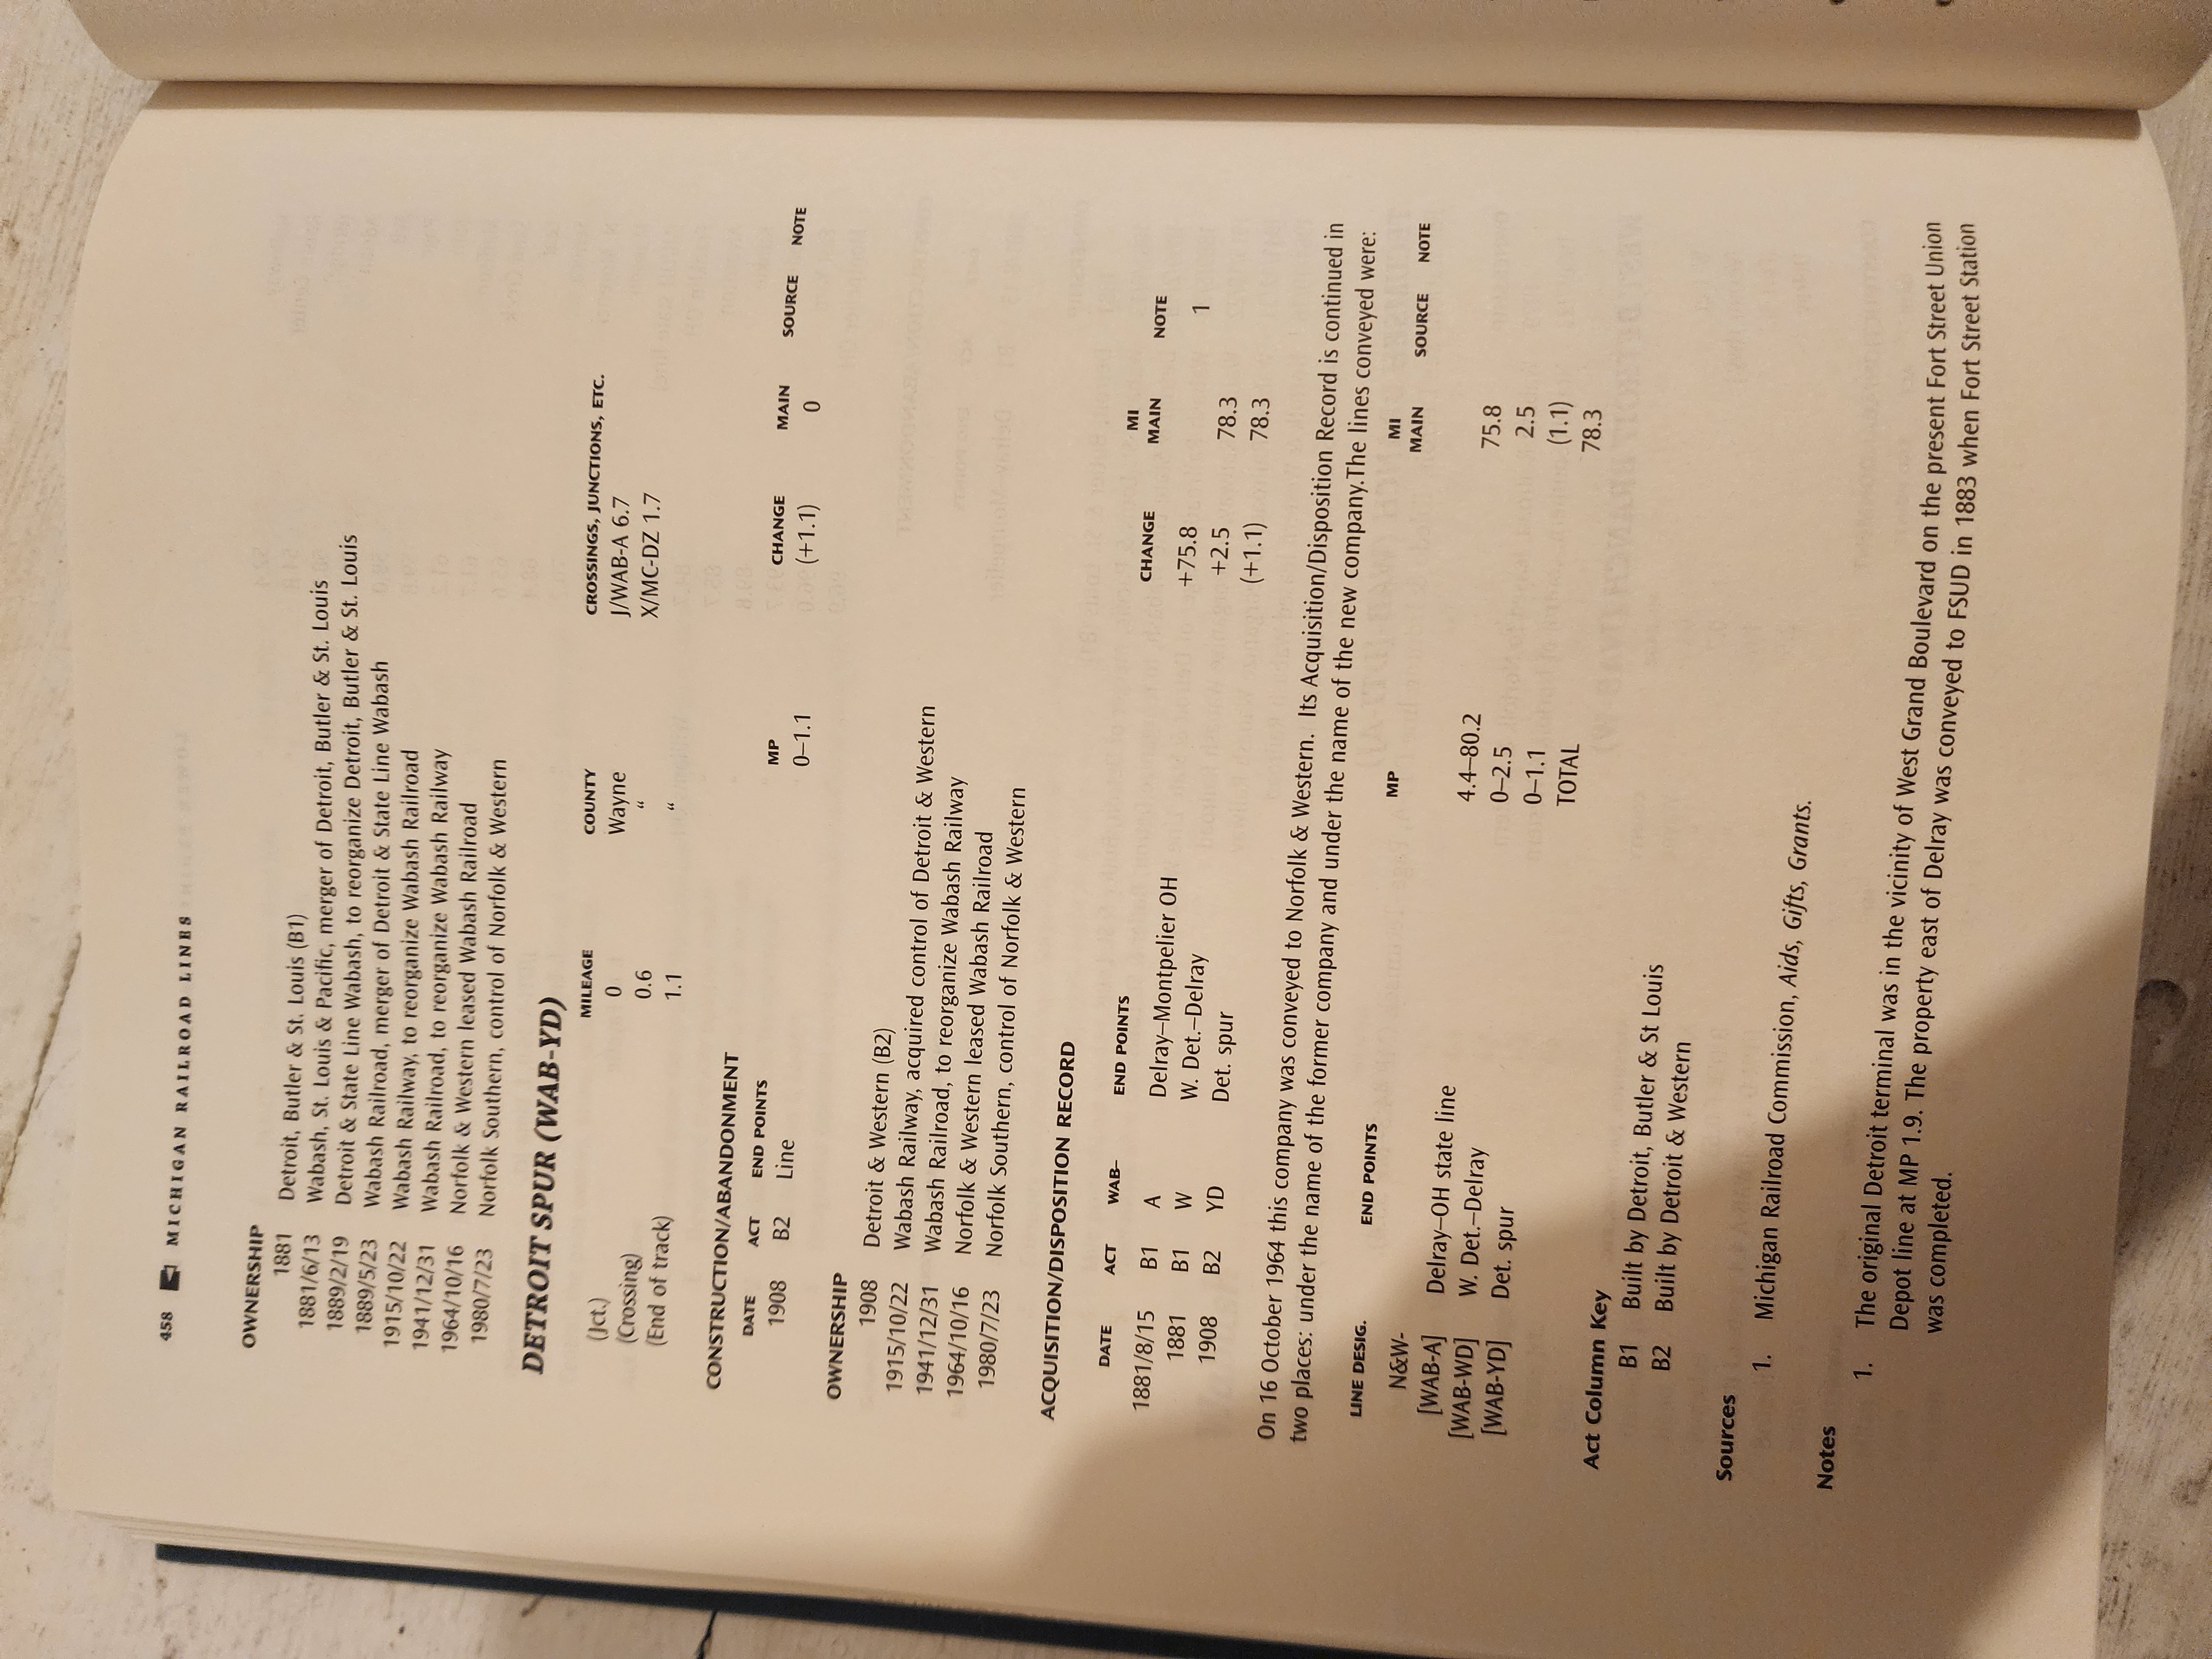 458 MICHIGAN RAILROAD LINES
OWNERSHIP
1881 Detroit, Butler & St. Louis (B1)
1881/6/13 Wabash, St. Louis & Pacific, merger of Detroit, Butler & St. Louis
1889/2/19 Detroit & State Line Wabash, to reorganize Detroit, Butler & St. Louis
1889/5/23 Wabash Railroad, merger of Detroit & State Line Wabash
1915/10/22 Wabash Railway, to reorganize Wabash Railroad
1941/12/31 Wabash Railroad, to reorganize Wabash Railway
1964/10/16 Norfolk & Western leased Wabash Railroad
1980/7/23 Norfolk Southern, control of Norfolk & Western
DETROIT SPUR (WAB-YD)
MILEAGE COUNTY CROSSINGS, JUNCTIONS, ETC.
(Jct.) 0 Wayne J/WAB-A 6.7
(Crossing) 0.6 “ X/MC-DZ 1.7
(End of track) 1.1 “
CONSTRUCTION/ABANDONMENT
DATE ACT END POINTS MP CHANGE MAIN SOURCE NOTE
1908 B2 Line 0–1.1 (+1.1) 0
OWNERSHIP
1908 Detroit & Western (B2)
1915/10/22 Wabash Railway, acquired control of Detroit & Western
1941/12/31 Wabash Railroad, to reorganize Wabash Railway
1964/10/16 Norfolk & Western leased Wabash Railroad
1980/7/23 Norfolk Southern, control of Norfolk & Western
ACQUISITION/DISPOSITION RECORD
MI
DATE ACT WAB– END POINTS CHANGE MAIN NOTE
1881/8/15 B1 A Delray–Montpelier OH +75.8
1881 B1 W W. Det.–Delray +2.5 78.3 1
1908 B2 YD Det. spur (+1.1) 78.3
On 16 October 1964 this company was conveyed to Norfolk & Western. Its Acquisition/Disposition Record is continued in
two places: under the name of the former company and under the name of the new company.The lines conveyed were:
MI
LINE DESIG. END POINTS MP MAIN SOURCE NOTE
N&W-
[WAB-A] Delray–OH state line 4.4–80.2 75.8
[WAB-WD] W. Det.–Delray 0–2.5 2.5
[WAB-YD] Det. spur 0–1.1 (1.1)
TOTAL 78.3
Act Column Key
B1 Built by Detroit, Butler & St Louis
B2 Built by Detroit & Western
Sources
1. Michigan Railroad Commission, Aids, Gifts, Grants.
Notes
1. The original Detroit terminal was in the vicinity of West Grand Boulevard on the present Fort Street Union
Depot line at MP 1.9. The property east of Delray was conveyed to FSUD in 1883 when Fort Street Station
was completed.